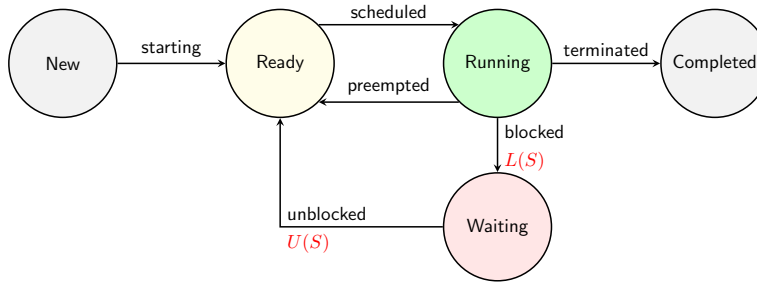 scheduled
starting
terminated
New
Ready
Running
Completed
preempted
blocked
L(S)
unblocked
U(S)
Waiting